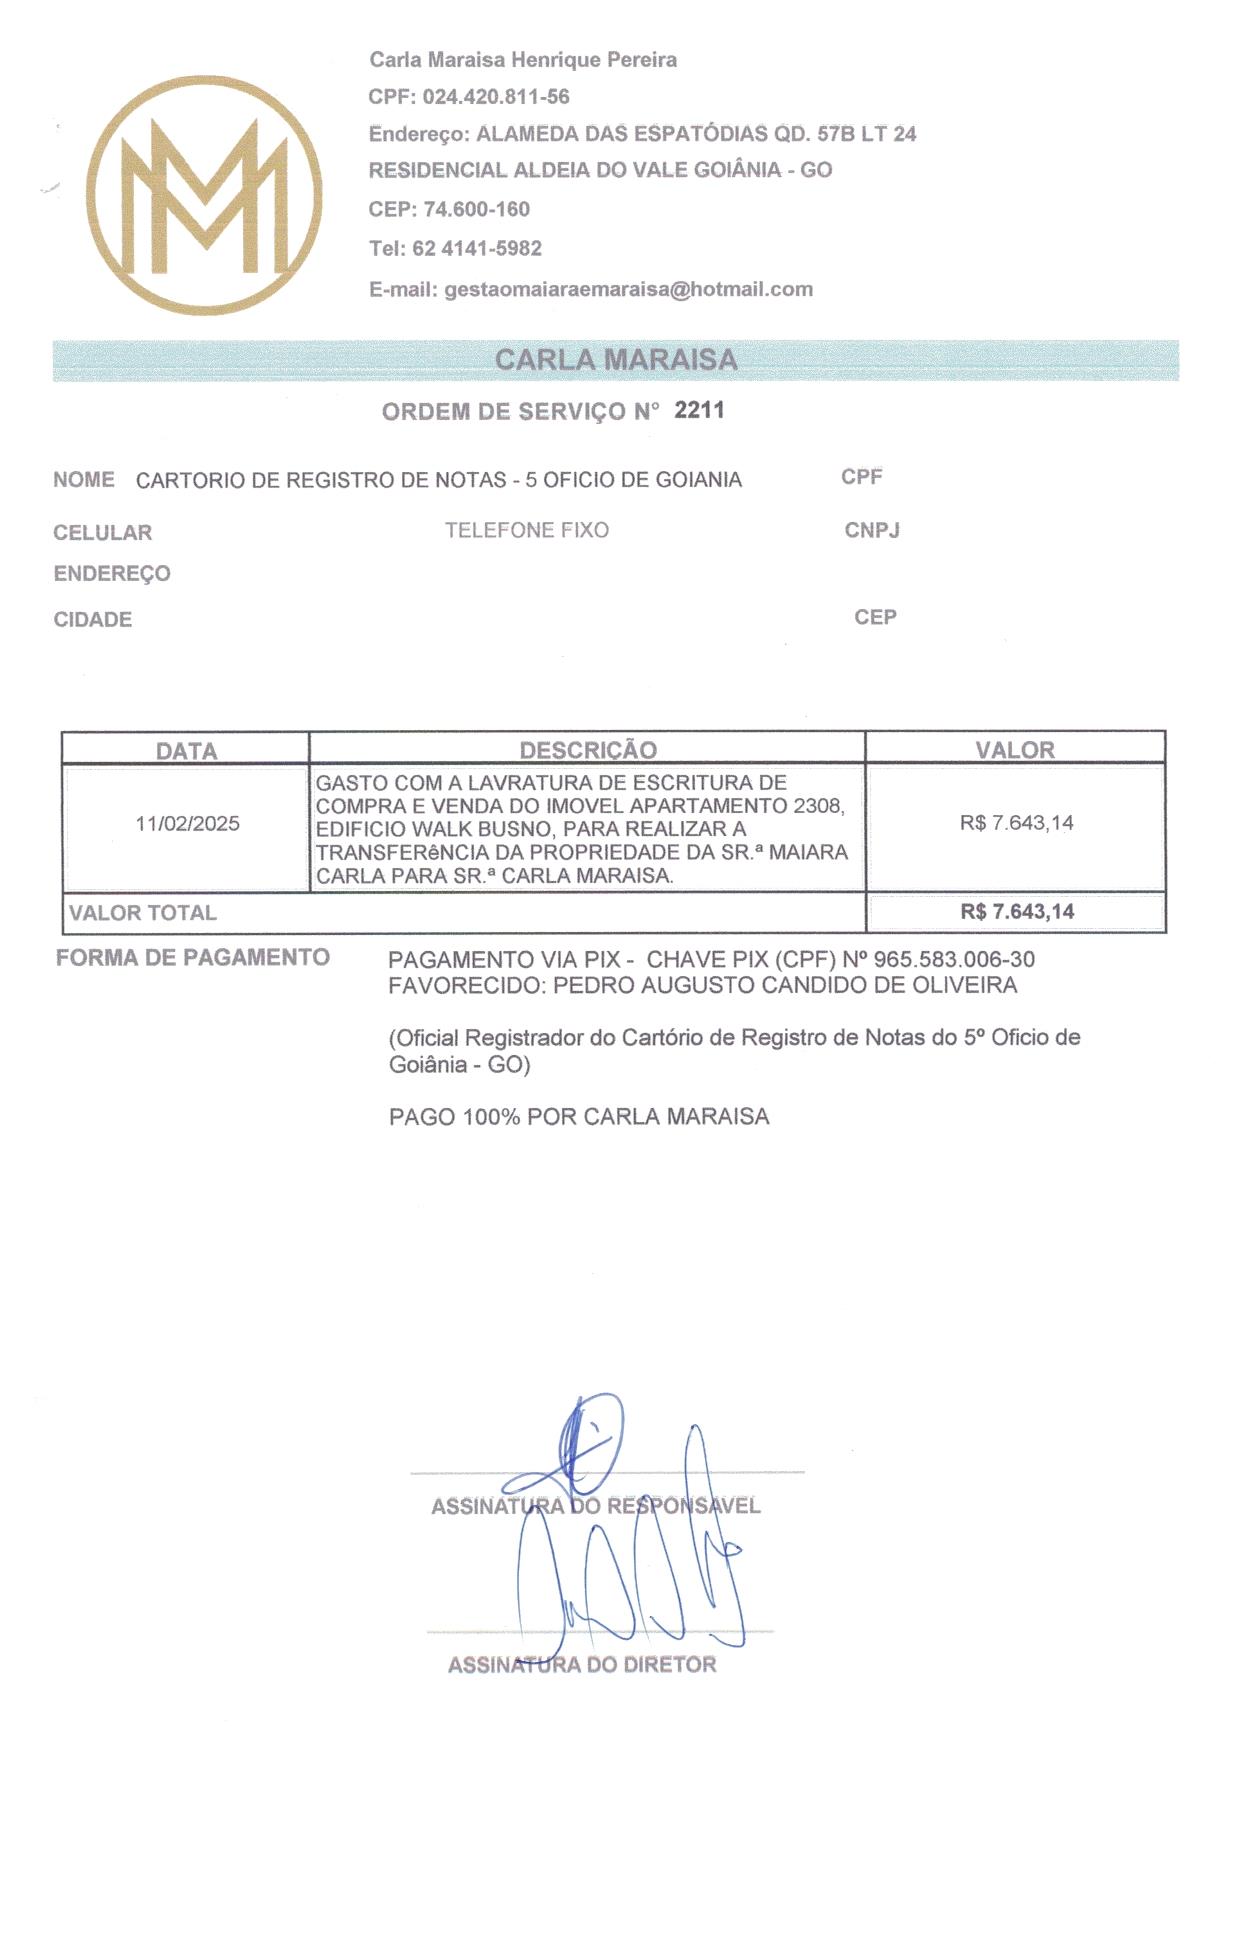 Carla Maraisa Henrique Pereira
CPF: 024.420.811-56
Endereço: ALAMEDA DAS ESPATÓDIAS QD. 57B LT 24
RESIDENCIAL ALDEIA DO VALE GOIÂNIA - GO
CEP: 74.600-160
Tel: 62 4141-5982
E-mail: gestaomaiaraemaraisa@hotmail.com
CARLA MARAISA
ORDEM DE SERVIÇO N° 2211
NOME CARTORIO DE REGISTRO DE NOTAS - 5 OFICIO DE GOIANIA CPF
CELULAR TELEFONE FIXO CNPJ
ENDEREÇO
CIDADE CEP
DATA DESCRIÇÃO VALOR
GASTO COM A LAVRATURA DE ESCRITURA DE
COMPRA E VENDA DO IMOVEL APARTAMENTO 2308,
11/02/2025 EDIFICIO WALK BUSNO, PARA REALIZAR A R$ 7.643,14
TRANSFERêNCIA DA PROPRIEDADE DA SR.ª MAIARA
CARLA PARA SR.ª CARLA MARAISA.
VALOR TOTAL R$ 7.643,14
FORMA DE PAGAMENTO PAGAMENTO VIA PIX - CHAVE PIX (CPF) Nº 965.583.006-30
FAVORECIDO: PEDRO AUGUSTO CANDIDO DE OLIVEIRA
(Oficial Registrador do Cartório de Registro de Notas do 5º Oficio de
Goiânia - GO)
PAGO 100% POR CARLA MARAISA
ASSINATURA DO RESPONSAVEL
ASSINATURA DO DIRETOR